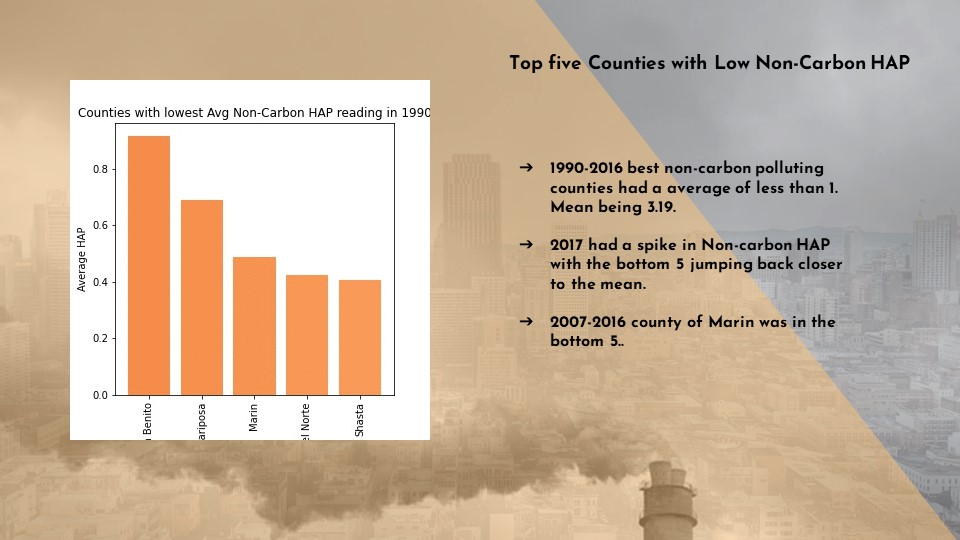 Top five Counties with Low Non-Carbon HAP
Counties with lowest Avg Non-Carbon HAP reading in 1990
Average HAP
0.8
0.6
0.4
0.2
0.0
Benito
ariposa
Marin
el Norte
Shasta
➔ 1990-2016 best non-carbon polluting
counties had a average of less than 1.
Mean being 3.19.
➔ 2017 had a spike in Non-carbon HAP
with the bottom 5 jumping back closer
to the mean.
➔ 2007-2016 county of Marin was in the
bottom 5..